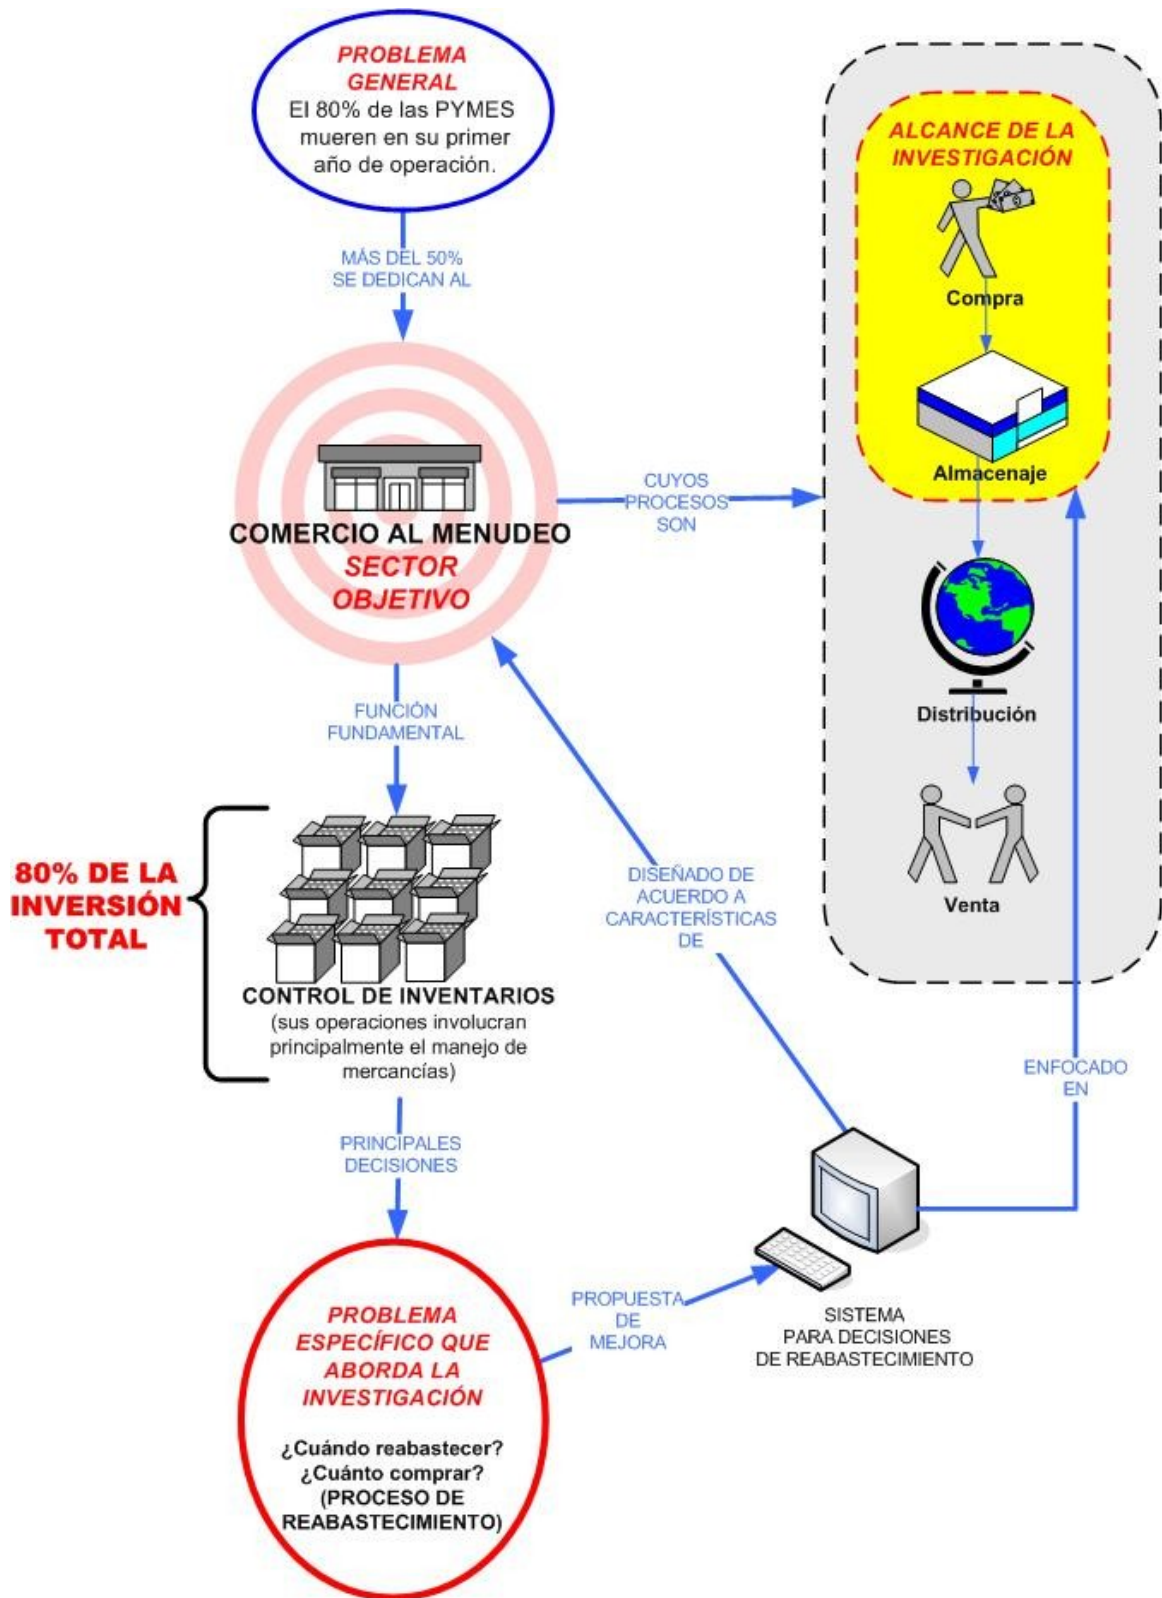 PROBLEMA
GENERAL
El 80% de las PYMES
mueren en su primer
año de operación.
MÁS DEL 50%
SE DEDICAN AL
COMERCIO AL MENUDEO
SECTOR
OBJETIVO
CUYOS
PROCESOS
SON
ALCANCE DE LA
INVESTIGACIÓN
Compra
Almacenaje
Distribución
Venta
FUNCIÓN
FUNDAMENTAL
80% DE LA
INVERSIÓN
TOTAL
CONTROL DE INVENTARIOS
(sus operaciones involucran
principalmente el manejo de
mercancías)
PRINCIPALES
DECISIONES
PROBLEMA
ESPECÍFICO QUE
ABORDA LA
INVESTIGACIÓN
¿Cuándo reabastecer?
¿Cuánto comprar?
(PROCESO DE
REABASTECIMIENTO)
PROPUESTA
DE
MEJORA
SISTEMA
PARA DECISIONES
DE REABASTECIMIENTO
DISEÑADO DE
ACUERDO A
CARACTERÍSTICAS
DE
ENFOCADO
EN